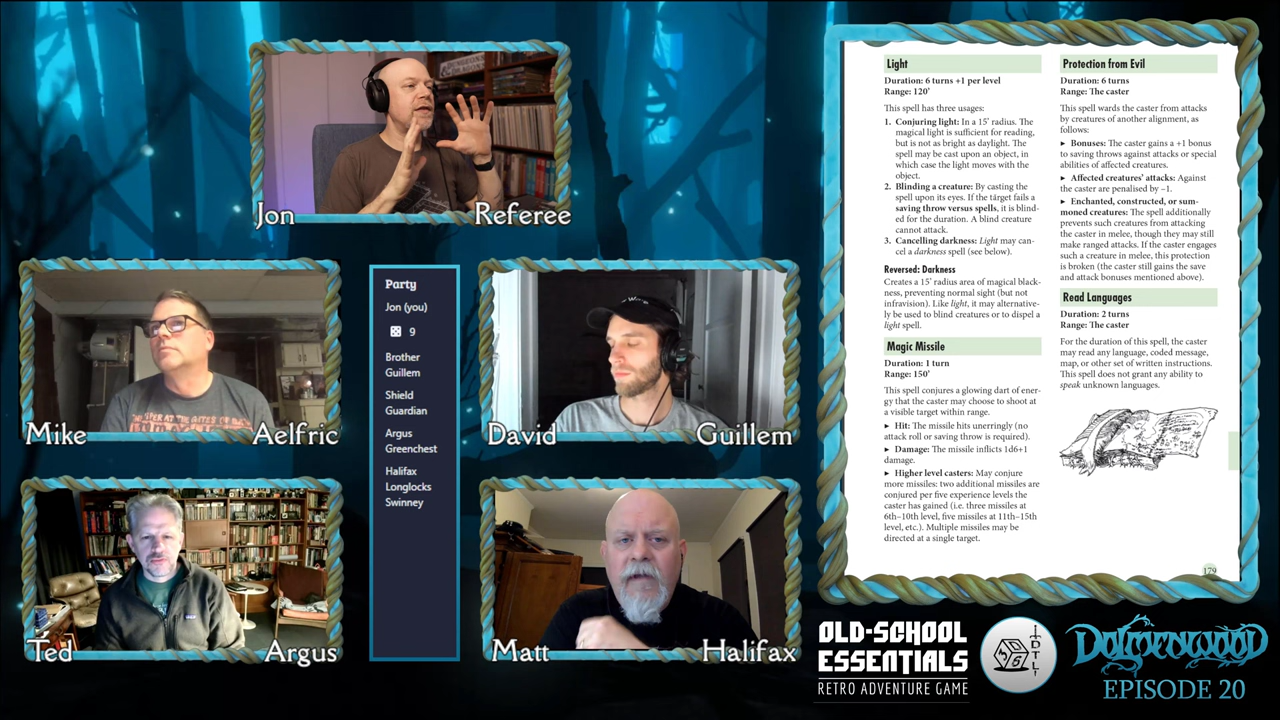 Jon
Referee
Mike
Aelfric
David
Guillem
Ted
Argus
Matt
Halifax
Party
Jon (you)
9
Brother
Guillem
Shield
Guardian
Argus
Greenchest
Halifax
Longlocks
Swinney
Light
Duration: 6 turns +1 per level
Range: 120'
This spell has three usages:
1. Conjuring light: In a 15' radius. The
magical light is sufficient for reading,
but is not as bright as daylight. The
spell may be cast upon an object, in
which case the light moves with the
object.
2. Blinding a creature: By casting the
spell upon its eyes. If the target fails a
saving throw versus spells, it is blind-
ed for the duration. A blind creature
cannot attack.
3. Cancelling darkness: Light may can-
cel a darkness spell (see below).
Reversed: Darkness
Creates a 15' radius area of magical black-
ness, preventing normal sight (but not
infravision). Like light, it may alternative-
ly be used to blind creatures or to dispel a
light spell.
Magic Missile
Duration: 1 turn
Range: 150'
This spell conjures a glowing dart of ener-
gy that the caster may choose to shoot at
a visible target within range.
► Hit: The missile hits unerringly (no
attack roll or saving throw is required).
► Damage: The missile inflicts 1d6+1
damage.
► Higher level casters: May conjure
more missiles: two additional missiles are
conjured per five experience levels the
caster has gained (i.e. three missiles at
6th–10th level, five missiles at 11th–15th
level, etc.). Multiple missiles may be
directed at a single target.
Protection from Evil
Duration: 6 turns
Range: The caster
This spell wards the caster from attacks
by creatures of another alignment, as
follows:
► Bonuses: The caster gains a +1 bonus
to saving throws against attacks or special
abilities of affected creatures.
► Affected creatures' attacks: Against
the caster are penalised by –1.
► Enchanted, constructed, or sum-
moned creatures: The spell additionally
prevents such creatures from attacking
the caster in melee, though they may still
make ranged attacks. If the caster engages
such a creature in melee, this protection
is broken (the caster still gains the save
and attack bonuses mentioned above).
Read Languages
Duration: 2 turns
Range: The caster
For the duration of this spell, the caster
may read any language, coded message,
map, or other set of written instructions.
This spell does not grant any ability to
speak unknown languages.
179
OLD-SCHOOL
ESSENTIALS
RETRO ADVENTURE GAME
ITDTL
Dolmenwood
EPISODE 20